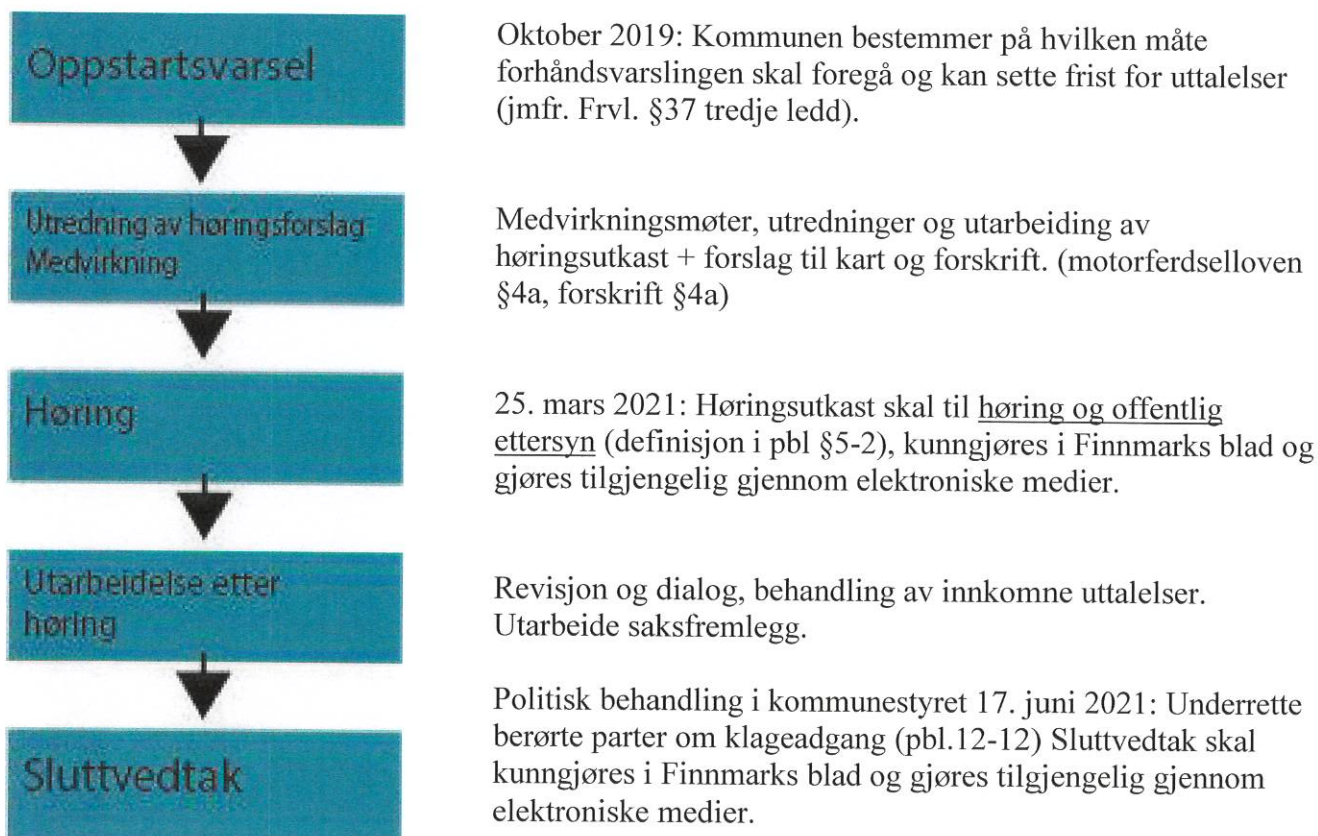 Oppstartsvarsel
Oktober 2019: Kommunen bestemmer på hvilken måte
forhåndsvarslingen skal foregå og kan sette frist for uttalelser
(jmfr. Frvl. §37 tredje ledd).
Utredning av høringsforslag
Medvirkning
Medvirkningsmøter, utredninger og utarbeiding av
høringsutkast + forslag til kart og forskrift. (motorferdselloven
§4a, forskrift §4a)
Høring
25. mars 2021: Høringsutkast skal til høring og offentlig
ettersyn (definisjon i pbl §5-2), kunngjøres i Finnmarks blad og
gjøres tilgjengelig gjennom elektroniske medier.
Utarbeidelse etter
høring
Revisjon og dialog, behandling av innkomne uttalelser.
Utarbeide saksfremlegg.
Sluttvedtak
Politisk behandling i kommunestyret 17. juni 2021: Underrette
berørte parter om klageadgang (pbl.12-12) Sluttvedtak skal
kunngjøres i Finnmarks blad og gjøres tilgjengelig gjennom
elektroniske medier.